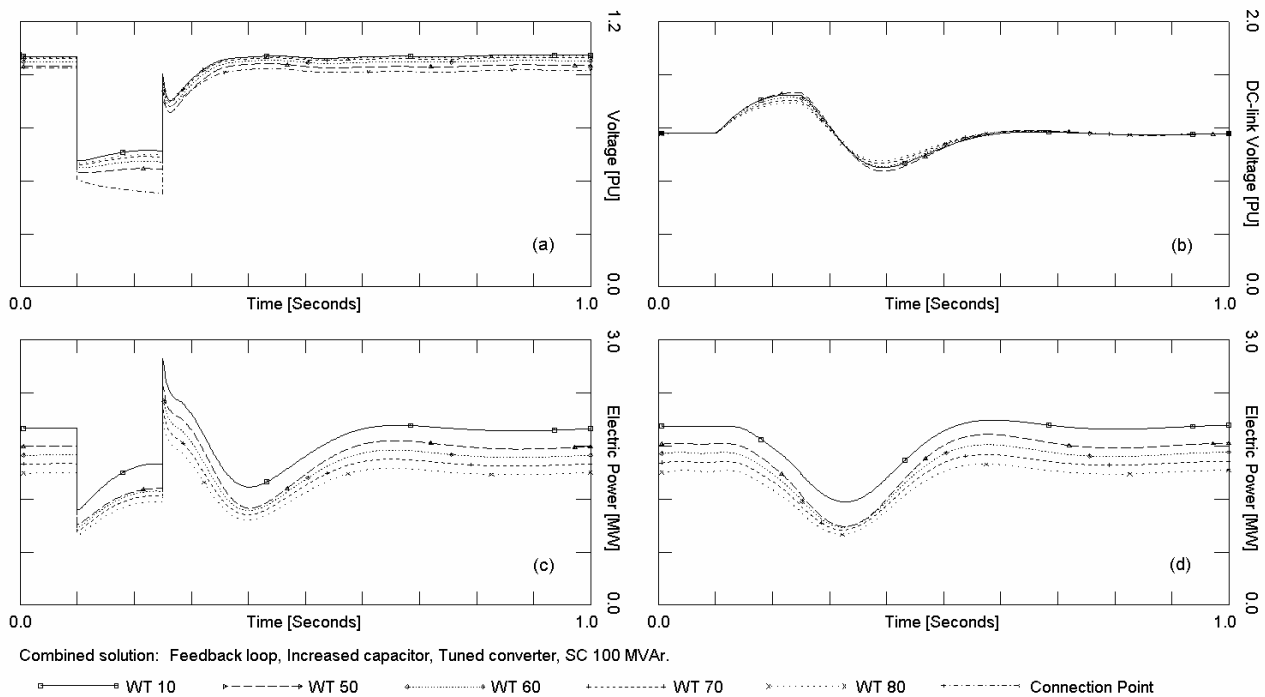 1.2
Voltage [PU]
0.0
(a)
0.0
Time [Seconds]
1.0
2.0
DC-link Voltage [PU]
0.0
(b)
0.0
Time [Seconds]
1.0
3.0
Electric Power [MW]
0.0
(c)
0.0
Time [Seconds]
1.0
3.0
Electric Power [MW]
0.0
(d)
0.0
Time [Seconds]
1.0
Combined solution: Feedback loop, Increased capacitor, Tuned converter, SC 100 MVAr.
WT 10 WT 50 WT 60 WT 70 WT 80 Connection Point